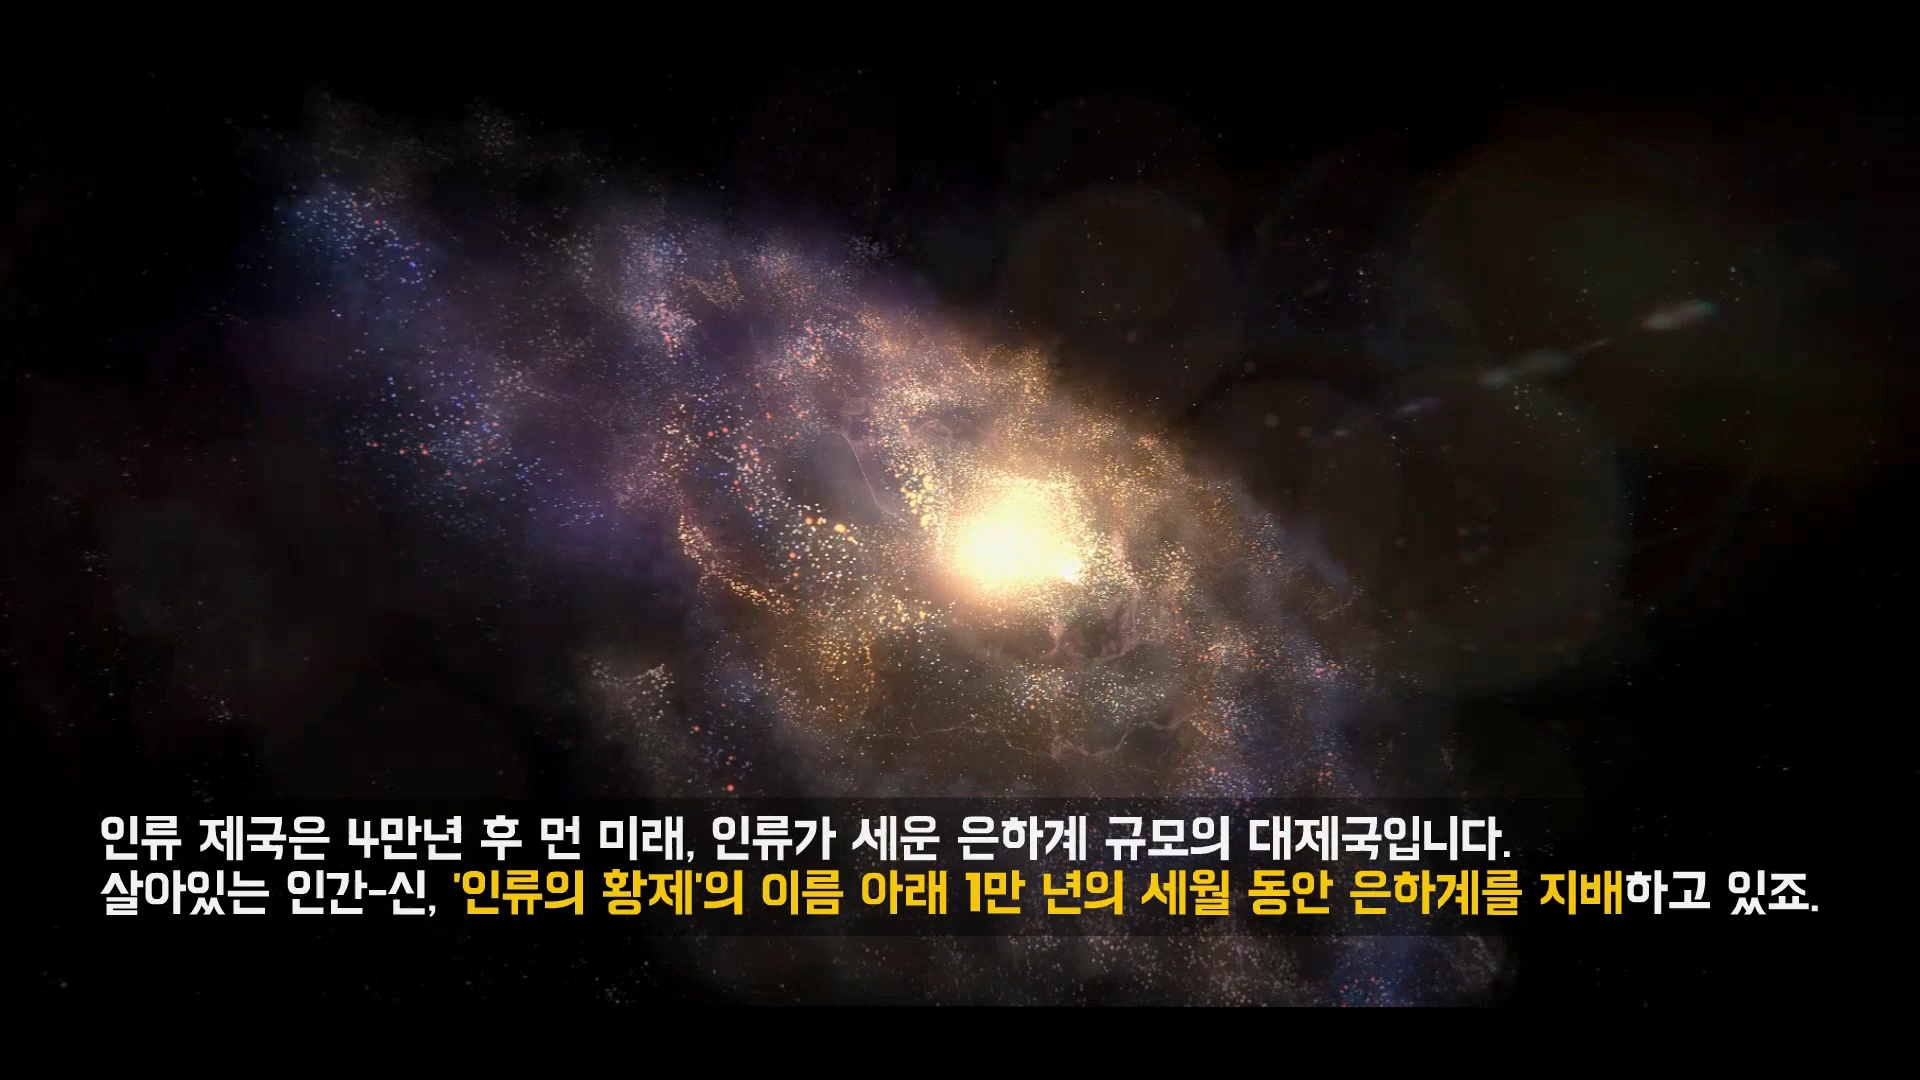 인류 제국은 4만년 후 먼 미래, 인류가 세운 은하계 규모의 대제국입니다.
살아있는 인간-신, '인류의 황제'의 이름 아래 1만 년의 세월 동안 은하계를 지배하고 있죠.